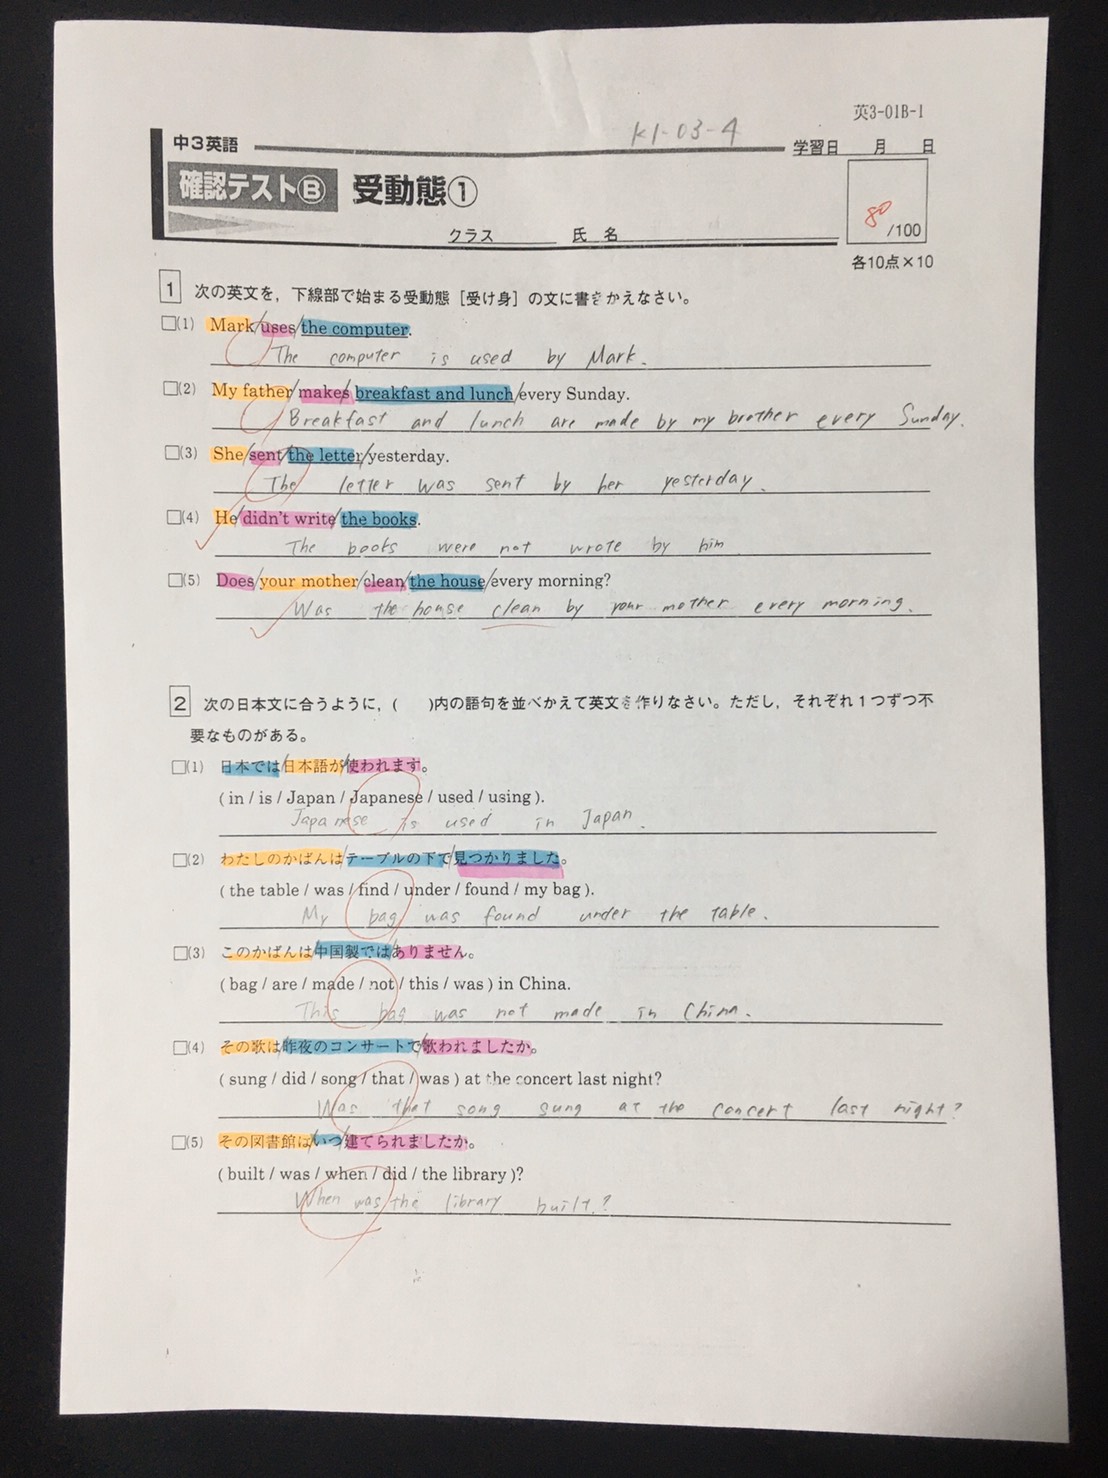 英3-01B-1
K1-03-4
中3英語
学習日 月 日
確認テストⒷ 受動態①
80
/100
クラス 氏名
各10点×10
1 次の英文を，下線部で始まる受動態［受け身］の文に書きかえなさい。
□(1) Mark/uses/the computer.
The computer is used by Mark.
□(2) My father/makes/breakfast and lunch/every Sunday.
Breakfast and lunch are made by my brother every Sunday.
□(3) She/sent/the letter/yesterday.
The letter was sent by her yesterday.
□(4) He/didn't write/the books.
The books were not wrote by him
□(5) Does/your mother/clean/the house/every morning?
Was the house clean by your mother every morning.
2 次の日本文に合うように，( )内の語句を並べかえて英文を作りなさい。ただし，それぞれ1つずつ不
要なものがある。
□(1) 日本では/日本語が/使われます。
( in / is / Japan / Japanese / used / using ).
Japanese is used in Japan.
□(2) わたしのかばんは/テーブルの下で/見つかりました。
( the table / was / find / under / found / my bag ).
My bag was found under the table.
□(3) このかばんは/中国製では/ありません。
( bag / are / made / not / this / was ) in China.
This bag was not made in China.
□(4) その歌は/昨夜のコンサートで/歌われましたか。
( sung / did / song / that / was ) at the concert last night?
Was that song sung at the concert last night?
□(5) その図書館は/いつ/建てられましたか。
( built / was / when / did / the library )?
When was the library built.?